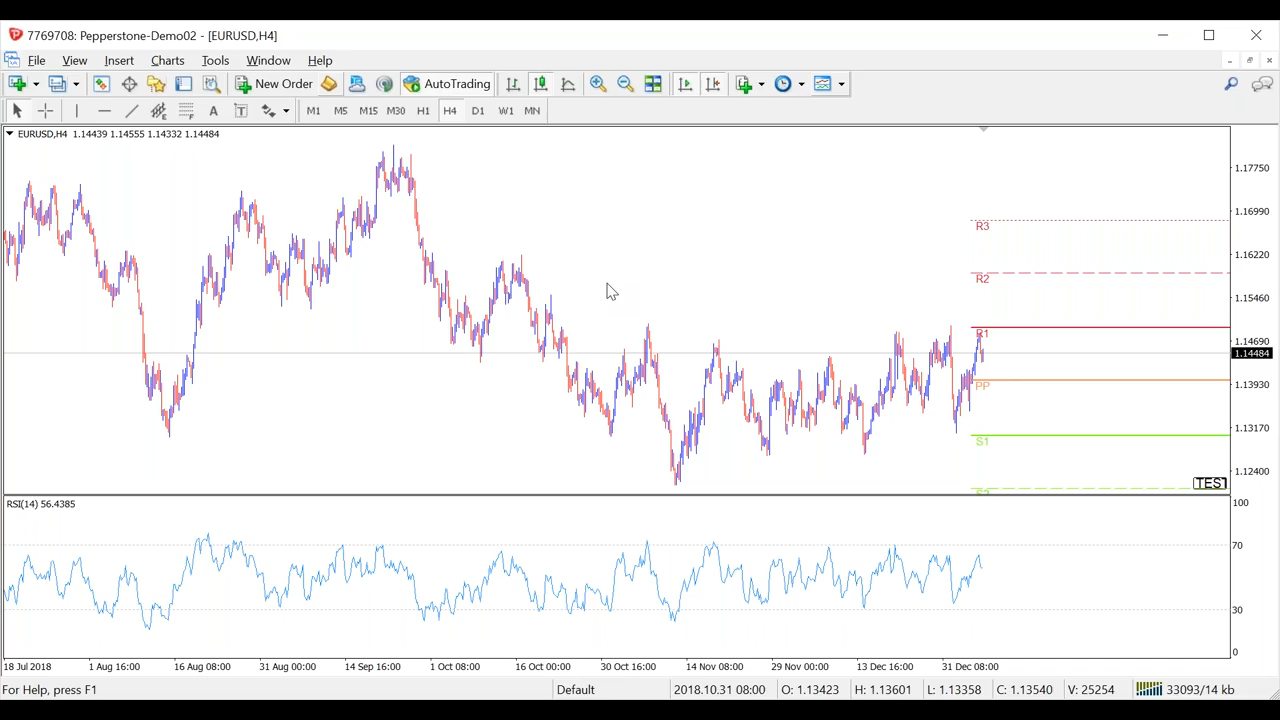 7769708: Pepperstone-Demo02 - [EURUSD,H4]
File View Insert Charts Tools Window Help
New Order AutoTrading
A T M1 M5 M15 M30 H1 H4 D1 W1 MN
EURUSD,H4 1.14439 1.14555 1.14332 1.14484
1.17775
1.16999
R3
1.16220
R2
1.15460
R1
1.14690
1.14484
1.13930
PP
1.13170
S1
1.12400
TEST
S2
RSI(14) 56.4385
100
70
30
0
18 Jul 2018 1 Aug 16:00 16 Aug 08:00 31 Aug 00:00 14 Sep 16:00 1 Oct 08:00 16 Oct 00:00 30 Oct 16:00 14 Nov 08:00 29 Nov 00:00 13 Dec 16:00 31 Dec 08:00
For Help, press F1 Default 2018.10.31 08:00 O: 1.13423 H: 1.13601 L: 1.13358 C: 1.13540 V: 25254 33093/14 kb